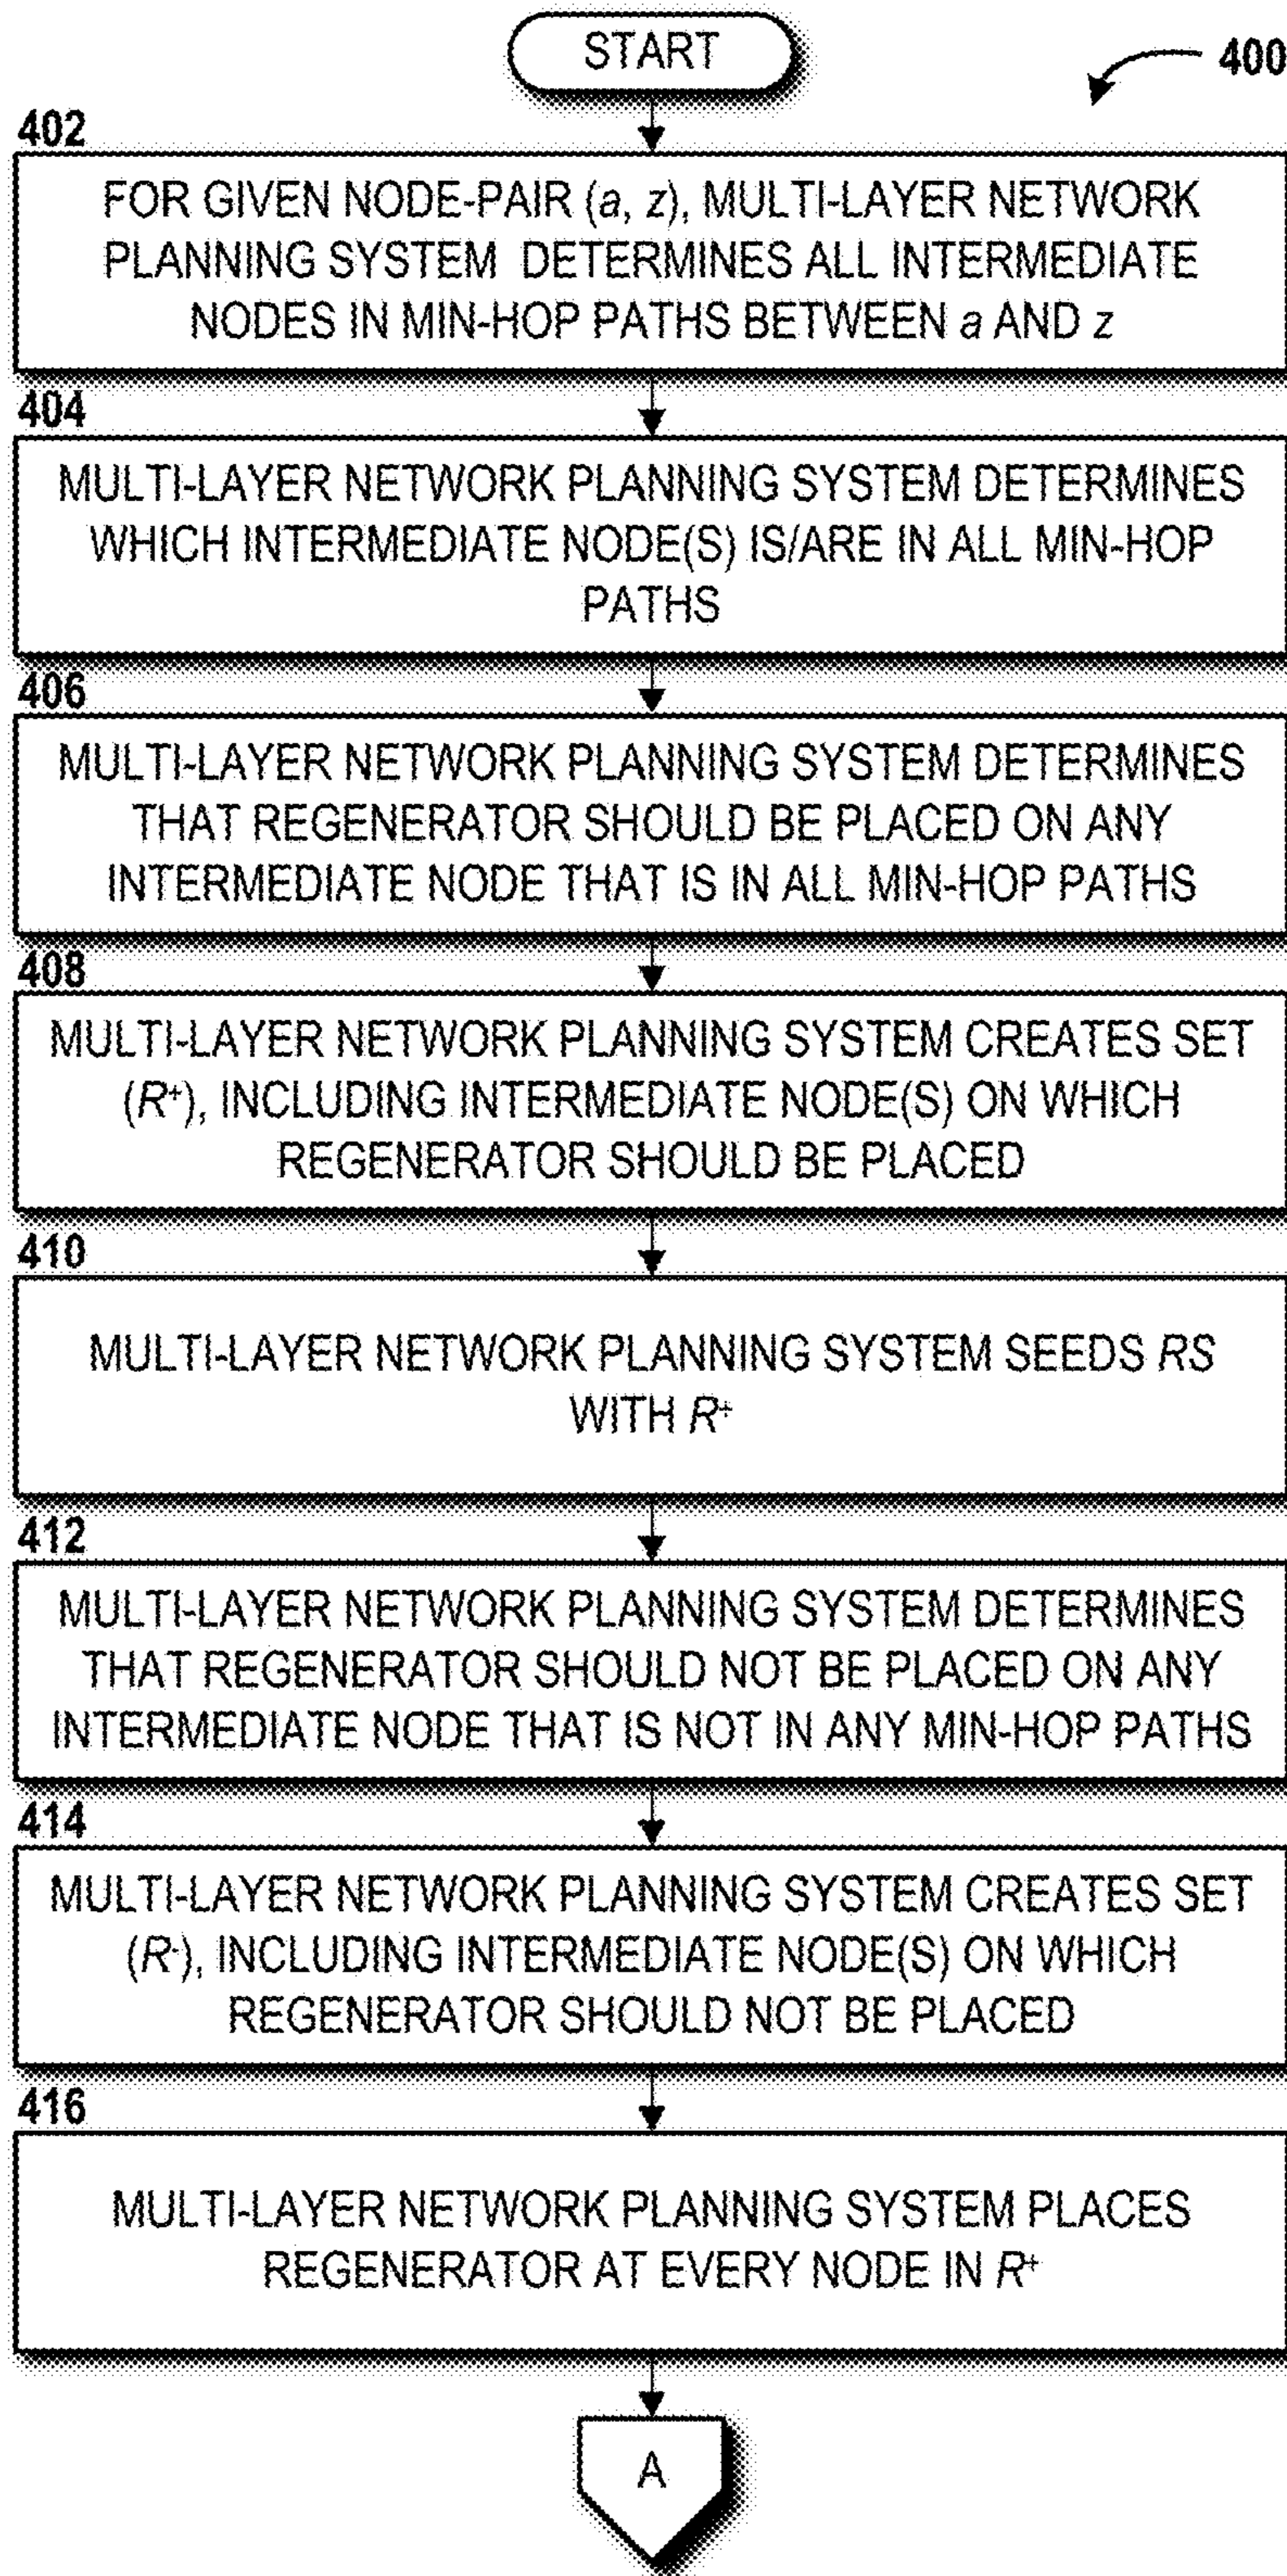 START
400
402
FOR GIVEN NODE-PAIR (a, z), MULTI-LAYER NETWORK
PLANNING SYSTEM DETERMINES ALL INTERMEDIATE
NODES IN MIN-HOP PATHS BETWEEN a AND z
404
MULTI-LAYER NETWORK PLANNING SYSTEM DETERMINES
WHICH INTERMEDIATE NODE(S) IS/ARE IN ALL MIN-HOP
PATHS
406
MULTI-LAYER NETWORK PLANNING SYSTEM DETERMINES
THAT REGENERATOR SHOULD BE PLACED ON ANY
INTERMEDIATE NODE THAT IS IN ALL MIN-HOP PATHS
408
MULTI-LAYER NETWORK PLANNING SYSTEM CREATES SET
(R⁺), INCLUDING INTERMEDIATE NODE(S) ON WHICH
REGENERATOR SHOULD BE PLACED
410
MULTI-LAYER NETWORK PLANNING SYSTEM SEEDS RS
WITH R⁺
412
MULTI-LAYER NETWORK PLANNING SYSTEM DETERMINES
THAT REGENERATOR SHOULD NOT BE PLACED ON ANY
INTERMEDIATE NODE THAT IS NOT IN ANY MIN-HOP PATHS
414
MULTI-LAYER NETWORK PLANNING SYSTEM CREATES SET
(R⁻), INCLUDING INTERMEDIATE NODE(S) ON WHICH
REGENERATOR SHOULD NOT BE PLACED
416
MULTI-LAYER NETWORK PLANNING SYSTEM PLACES
REGENERATOR AT EVERY NODE IN R⁺
A